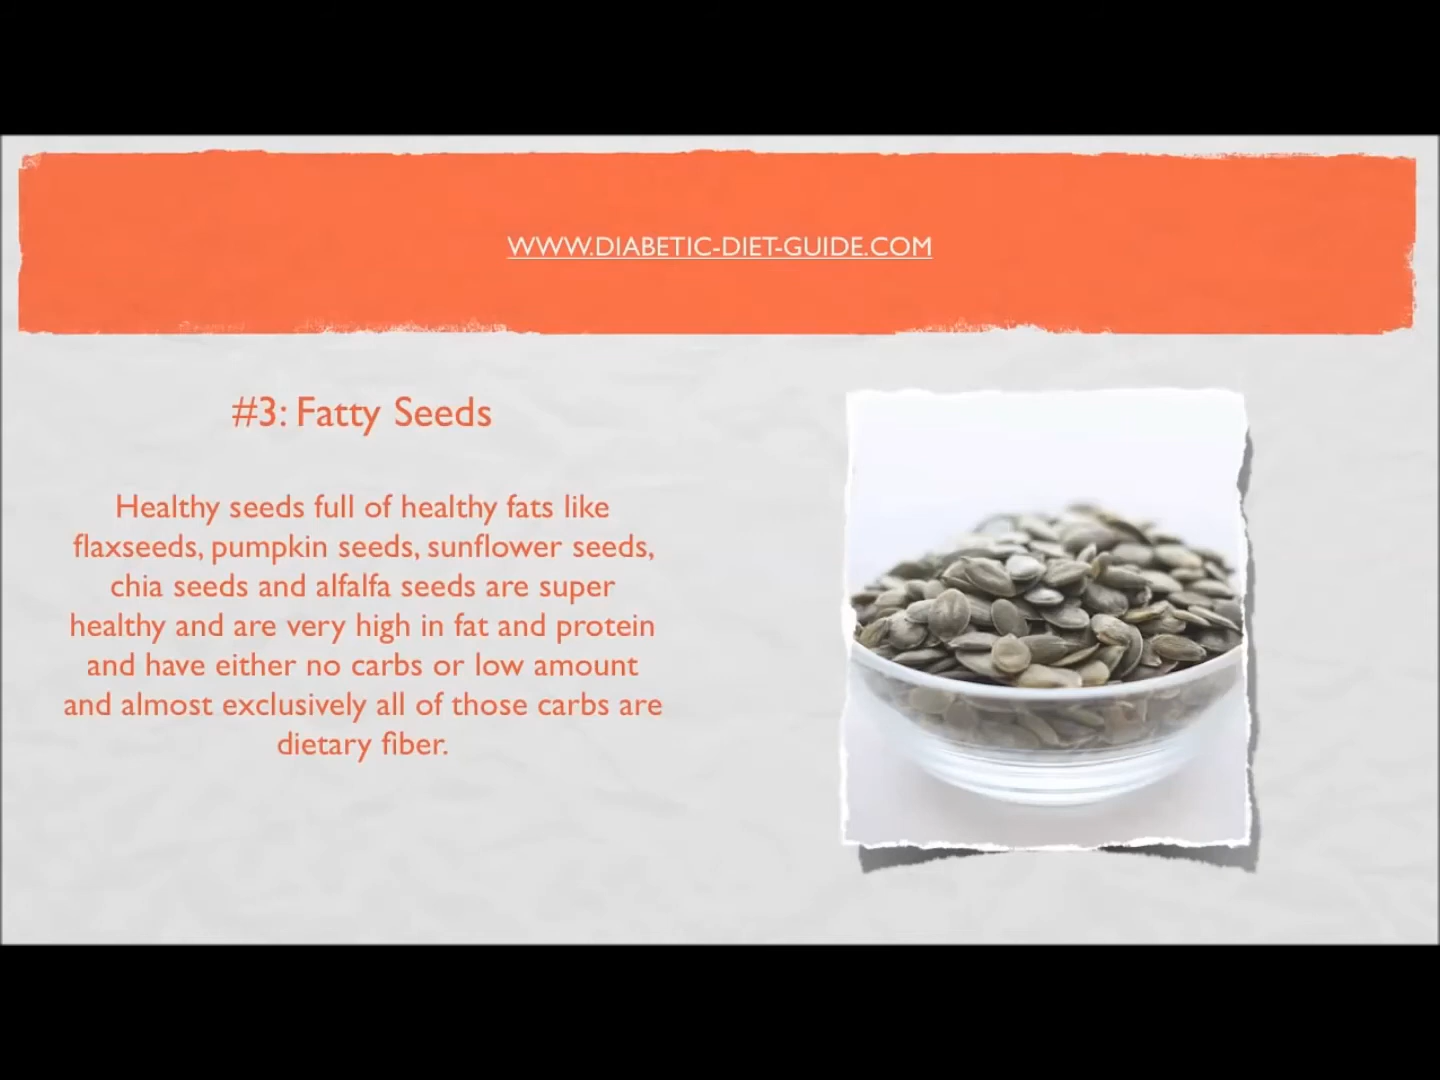 WWW.DIABETIC-DIET-GUIDE.COM
#3: Fatty Seeds
Healthy seeds full of healthy fats like
flaxseeds, pumpkin seeds, sunflower seeds,
chia seeds and alfalfa seeds are super
healthy and are very high in fat and protein
and have either no carbs or low amount
and almost exclusively all of those carbs are
dietary fiber.